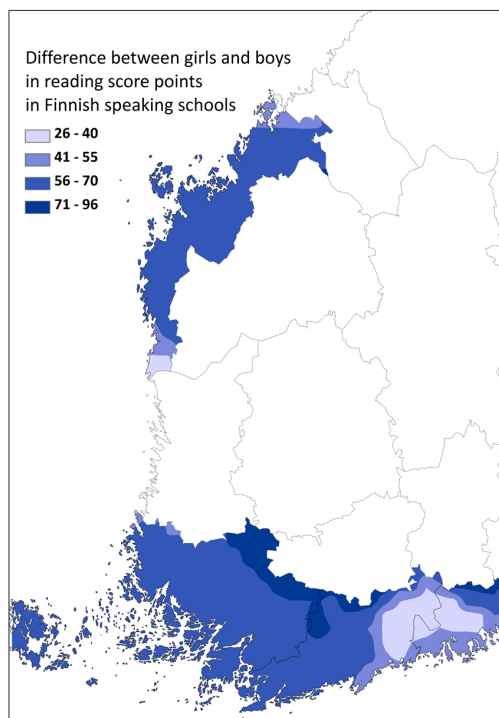 Difference between girls and boys
in reading score points
in Finnish speaking schools
26 - 40
41 - 55
56 - 70
71 - 96